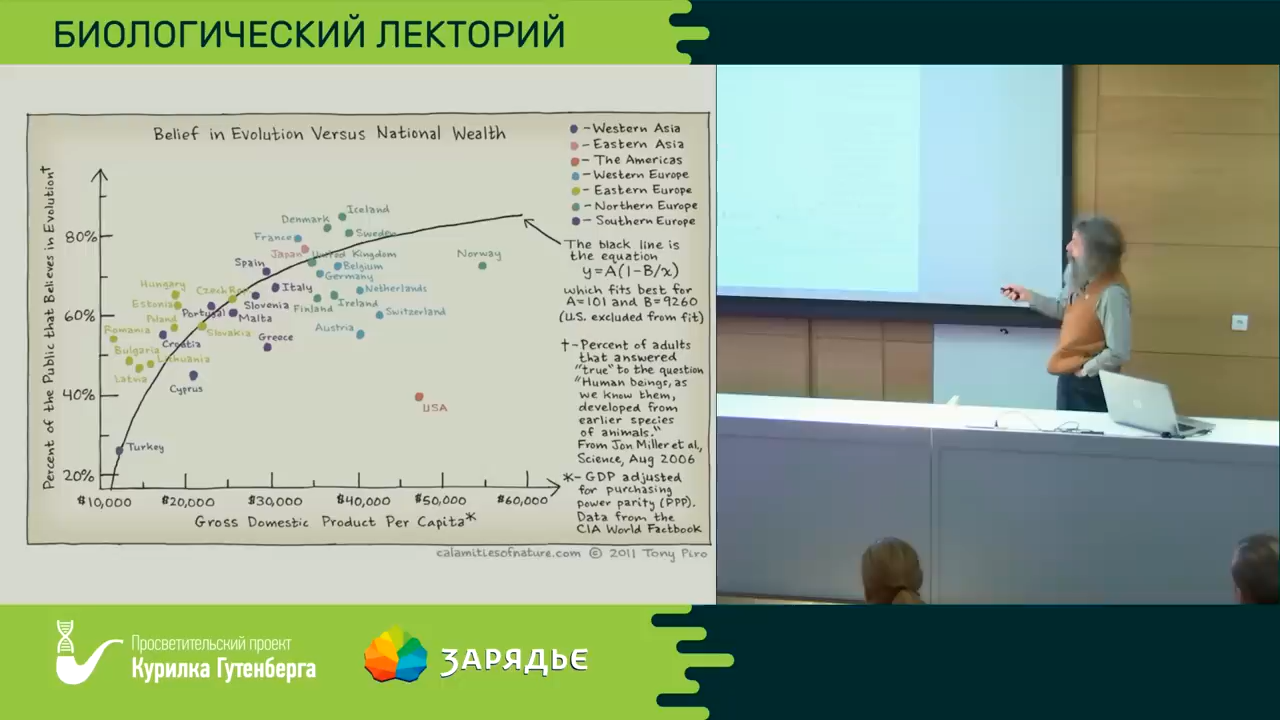 БИОЛОГИЧЕСКИЙ ЛЕКТОРИЙ
Belief in Evolution Versus National Wealth
Percent of the Public that Believes in Evolution†
80%
60%
40%
20%
$10,000
$20,000
$30,000
$40,000
$50,000
$60,000
Gross Domestic Product Per Capita*
Iceland
Denmark
Sweden
France
Japan
United Kingdom
Norway
Spain
Belgium
Germany
Hungary
Czech Rep
Italy
Netherlands
Estonia
Slovenia
Finland
Ireland
Portugal
Malta
Switzerland
Poland
Romania
Slovakia
Austria
Croatia
Greece
Bulgaria
Lithuania
Latvia
Cyprus
USA
Turkey
- Western Asia
- Eastern Asia
- The Americas
- Western Europe
- Eastern Europe
- Northern Europe
- Southern Europe
The black line is
the equation
y=A(1-B/x)
which fits best for
A=101 and B=9260
(U.S. excluded from fit)
†-Percent of adults
that answered
"true" to the question
"Human beings, as
we know them,
developed from
earlier species
of animals."
From Jon Miller et al.,
Science, Aug 2006
*- GDP adjusted
for purchasing
power parity (PPP).
Data from the
CIA World Factbook
calamitiesofnature.com © 2011 Tony Piro
Просветительский проект
Курилка Гутенберга
ЗАРЯДЬЕ